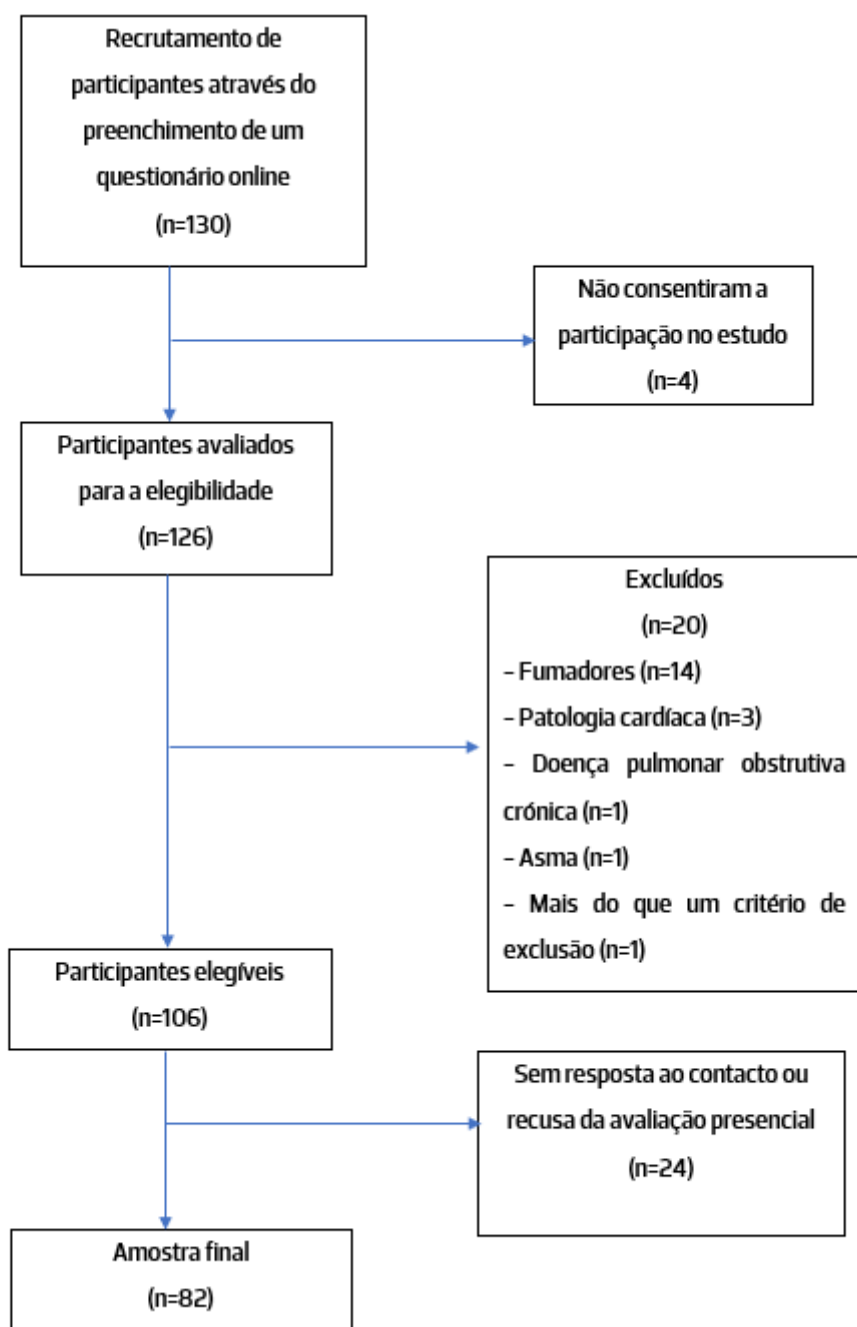 Recrutamento de
participantes através do
preenchimento de um
questionário online
(n=130)
Não consentiram a
participação no estudo
(n=4)
Participantes avaliados
para a elegibilidade
(n=126)
Excluídos
(n=20)
- Fumadores (n=14)
- Patologia cardíaca (n=3)
- Doença pulmonar obstrutiva
crónica (n=1)
- Asma (n=1)
- Mais do que um critério de
exclusão (n=1)
Participantes elegíveis
(n=106)
Sem resposta ao contacto ou
recusa da avaliação presencial
(n=24)
Amostra final
(n=82)